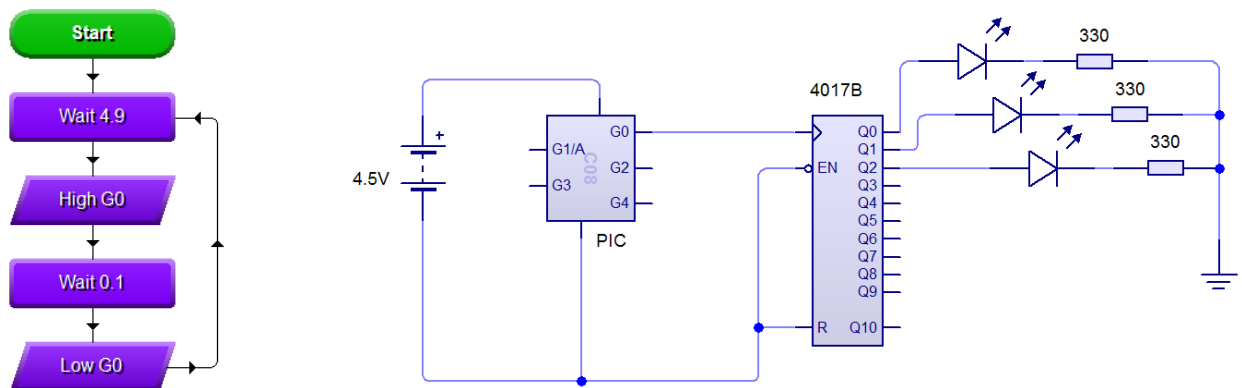 Start
Wait 4.9
High G0
Wait 0.1
Low G0
4.5V
+
G0
G1/A
G2
G3
G4
C08
PIC
4017B
EN
R
Q0
Q1
Q2
Q3
Q4
Q5
Q6
Q7
Q8
Q9
Q10
330
330
330